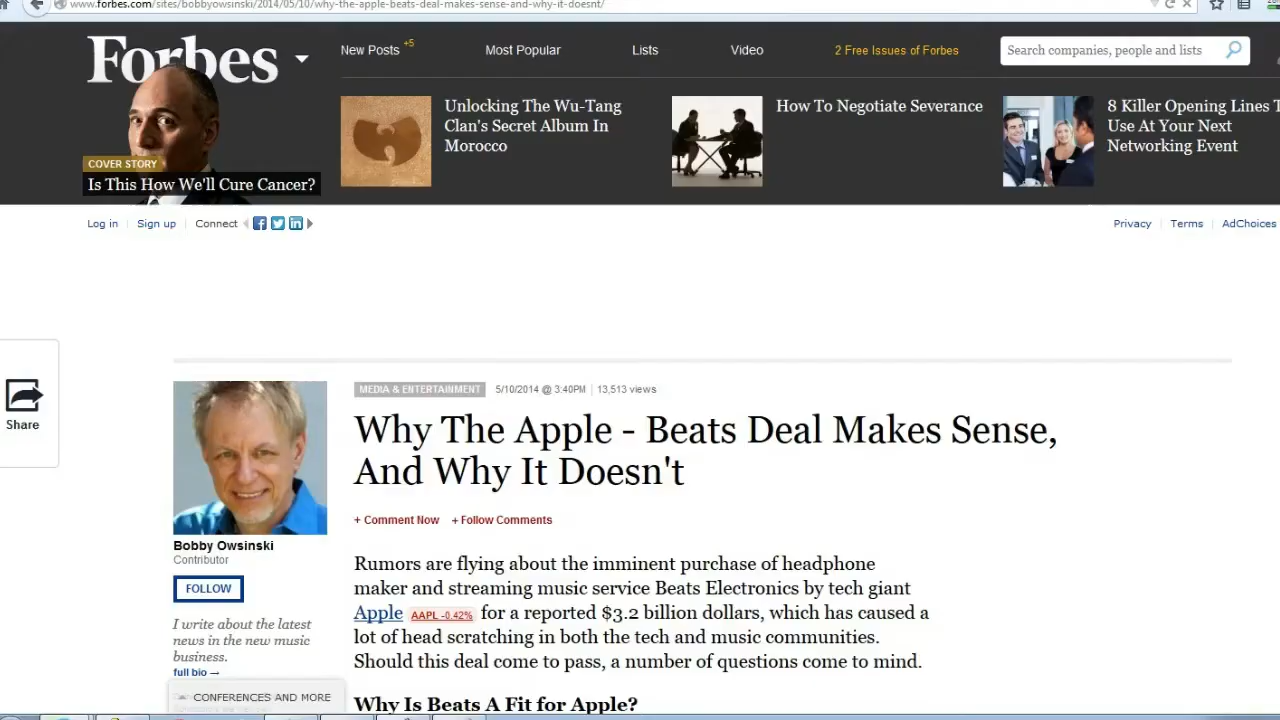 www.forbes.com/sites/bobbyowsinski/2014/05/10/why-the-apple-beats-deal-makes-sense-and-why-it-doesnt/
Forbes
New Posts +5
Most Popular
Lists
Video
2 Free Issues of Forbes
Search companies, people and lists
COVER STORY
Is This How We'll Cure Cancer?
Unlocking The Wu-Tang
Clan's Secret Album In
Morocco
How To Negotiate Severance
8 Killer Opening Lines T
Use At Your Next
Networking Event
Log in
Sign up
Connect
Privacy
Terms
AdChoices
Share
MEDIA & ENTERTAINMENT 5/10/2014 @ 3:40PM 13,513 views
Why The Apple - Beats Deal Makes Sense,
And Why It Doesn't
+ Comment Now + Follow Comments
Bobby Owsinski
Contributor
FOLLOW
I write about the latest
news in the new music
business.
full bio →
CONFERENCES AND MORE
Rumors are flying about the imminent purchase of headphone
maker and streaming music service Beats Electronics by tech giant
Apple AAPL -0.42% for a reported $3.2 billion dollars, which has caused a
lot of head scratching in both the tech and music communities.
Should this deal come to pass, a number of questions come to mind.
Why Is Beats A Fit for Apple?